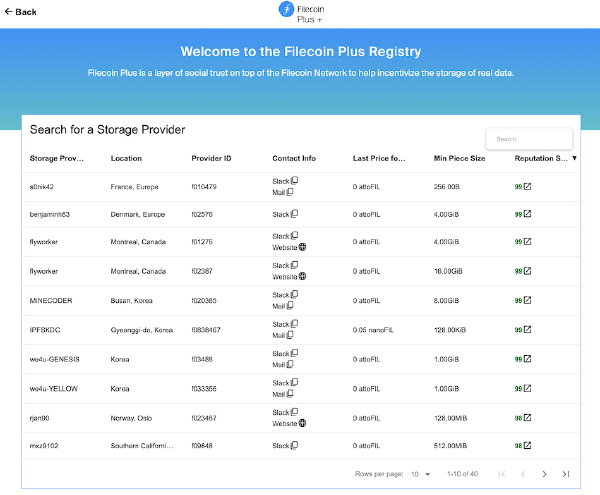 Back
Filecoin
Plus +
Welcome to the Filecoin Plus Registry
Filecoin Plus is a layer of social trust on top of the Filecoin Network to help incentivize the storage of real data.
Search for a Storage Provider
Search
Storage Prov... Location Provider ID Contact Info Last Price fo... Min Piece Size Reputation S...
s0nik42 France, Europe f010479 Slack Mail 0 attoFIL 256.00B 99
benjaminh83 Denmark, Europe f02576 Slack 0 attoFIL 4.00GiB 99
flyworker Montreal, Canada f01276 Slack Website 0 attoFIL 4.00GiB 99
flyworker Montreal, Canada f02387 Slack Website 0 attoFIL 16.00GiB 99
MINECODER Busan, Korea f020385 Slack Mail 0 attoFIL 8.00GiB 99
IPFSKDC Gyeonggi-do, Korea f0838467 Slack Mail 0.05 nanoFIL 128.00KiB 99
we4u-GENESIS Korea f03488 Slack Mail 0 attoFIL 1.00GiB 99
we4u-YELLOW Korea f033356 Slack Mail 0 attoFIL 1.00GiB 99
rjan90 Norway, Oslo f023467 Slack Website 0 attoFIL 128.00MiB 98
mxz9102 Southern Californi... f09848 Slack 0 attoFIL 512.00MiB 98
Rows per page: 10 1-10 of 40